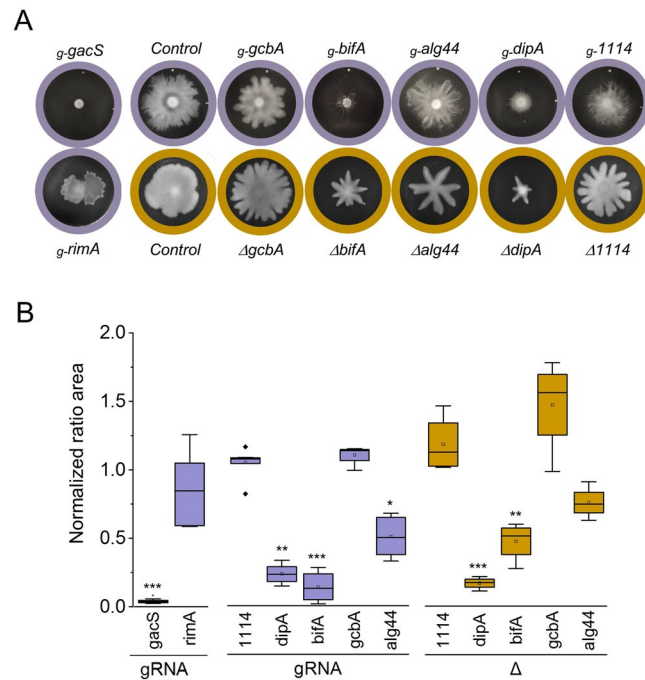 A
g-gacS Control g-gcbA g-bifA g-alg44 g-dipA g-1114
g-rimA Control ΔgcbA ΔbifA Δalg44 ΔdipA Δ1114
B
Normalized ratio area
2.0
1.5
1.0
0.5
0.0
*** ** *** * *** **
gacS rimA 1114 dipA bifA gcbA alg44 1114 dipA bifA gcbA alg44
gRNA gRNA Δ